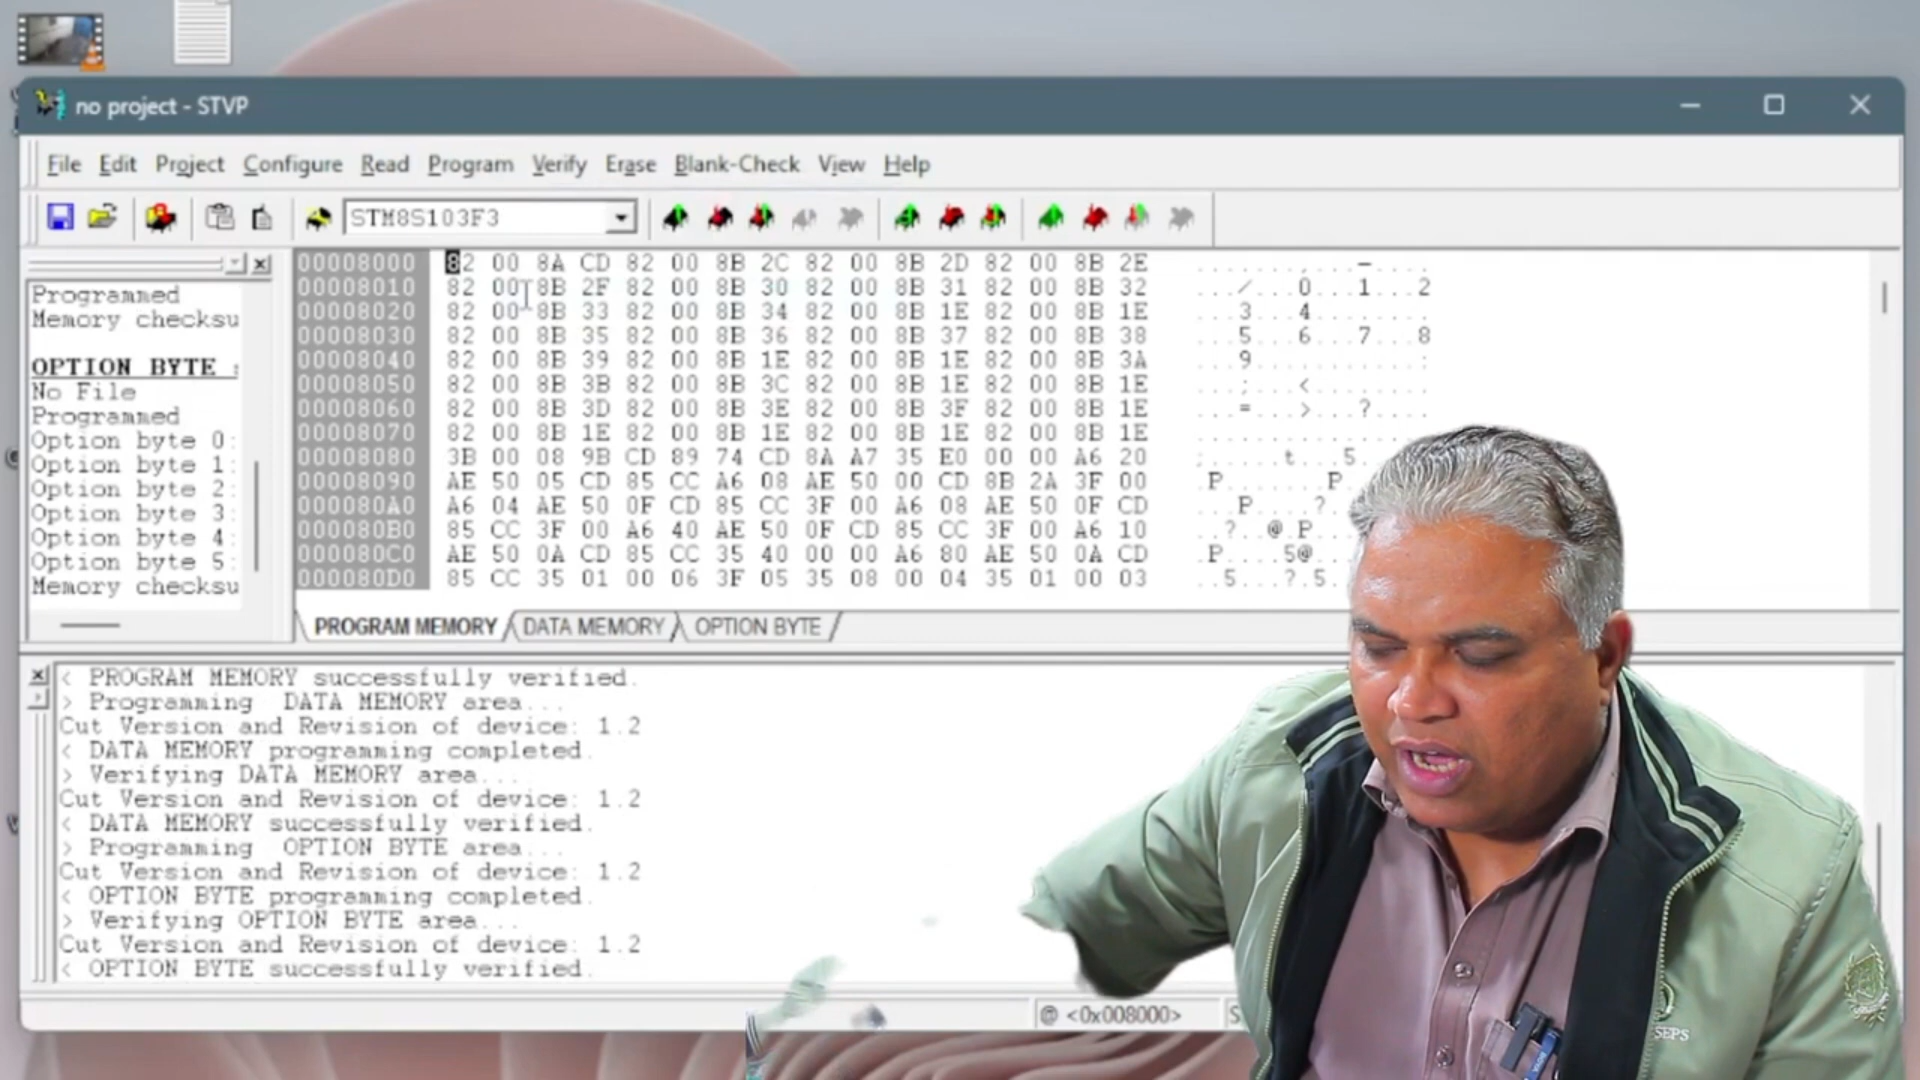 no project - STVP
File Edit Project Configure Read Program Verify Erase Blank-Check View Help
STM8S103F3
Programmed
Memory checksu
OPTION BYTE
No File
Programmed
Option byte 0:
Option byte 1:
Option byte 2:
Option byte 3:
Option byte 4:
Option byte 5:
Memory checksu
00008000 82 00 8A CD 82 00 8B 2C 82 00 8B 2D 82 00 8B 2E
00008010 82 00 8B 2F 82 00 8B 30 82 00 8B 31 82 00 8B 32 . . . / . . . 0 . . . 1 . . . 2
00008020 82 00 8B 33 82 00 8B 34 82 00 8B 1E 82 00 8B 1E . . . 3 . . . 4 . . . . . . . .
00008030 82 00 8B 35 82 00 8B 36 82 00 8B 37 82 00 8B 38 . . . 5 . . . 6 . . . 7 . . . 8
00008040 82 00 8B 39 82 00 8B 1E 82 00 8B 1E 82 00 8B 3A . . . 9 . . . . . . . . . . . :
00008050 82 00 8B 3B 82 00 8B 3C 82 00 8B 1E 82 00 8B 1E . . . ; . . . < . . . . . . . .
00008060 82 00 8B 3D 82 00 8B 3E 82 00 8B 3F 82 00 8B 1E . . . = . . . > . . . ? . . . .
00008070 82 00 8B 1E 82 00 8B 1E 82 00 8B 1E 82 00 8B 1E . . . . . . . . . . . . . . . .
00008080 3B 00 08 9B CD 89 74 CD 8A A7 35 E0 00 00 A6 20 ; . . . . . t . . . 5
00008090 AE 50 05 CD 85 CC A6 08 AE 50 00 CD 8B 2A 3F 00 . P . . . . . . . P
000080A0 A6 04 AE 50 0F CD 85 CC 3F 00 A6 08 AE 50 0F CD . . . P . . . . ?
000080B0 85 CC 3F 00 A6 40 AE 50 0F CD 85 CC 3F 00 A6 10 . . ? . . @ . P
000080C0 AE 50 0A CD 85 CC 35 40 00 00 A6 80 AE 50 0A CD . P . . . . 5 @
000080D0 85 CC 35 01 00 06 3F 05 35 08 00 04 35 01 00 03 . . 5 . . . ? . 5 .
PROGRAM MEMORY DATA MEMORY OPTION BYTE
< PROGRAM MEMORY successfully verified.
> Programming DATA MEMORY area...
Cut Version and Revision of device: 1.2
< DATA MEMORY programming completed.
> Verifying DATA MEMORY area...
Cut Version and Revision of device: 1.2
< DATA MEMORY successfully verified.
> Programming OPTION BYTE area...
Cut Version and Revision of device: 1.2
< OPTION BYTE programming completed.
> Verifying OPTION BYTE area...
Cut Version and Revision of device: 1.2
< OPTION BYTE successfully verified.
@ <0x008000> S
SEPS